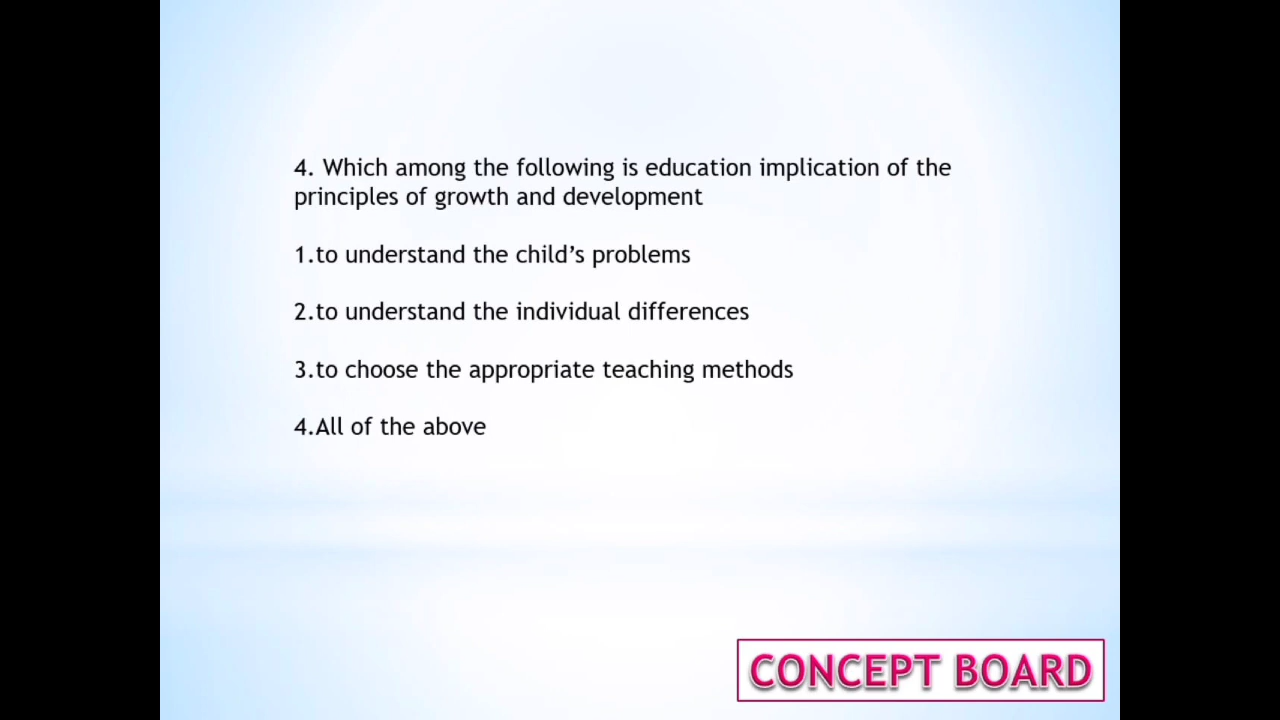 4. Which among the following is education implication of the
principles of growth and development
1.to understand the child’s problems
2.to understand the individual differences
3.to choose the appropriate teaching methods
4.All of the above
CONCEPT BOARD